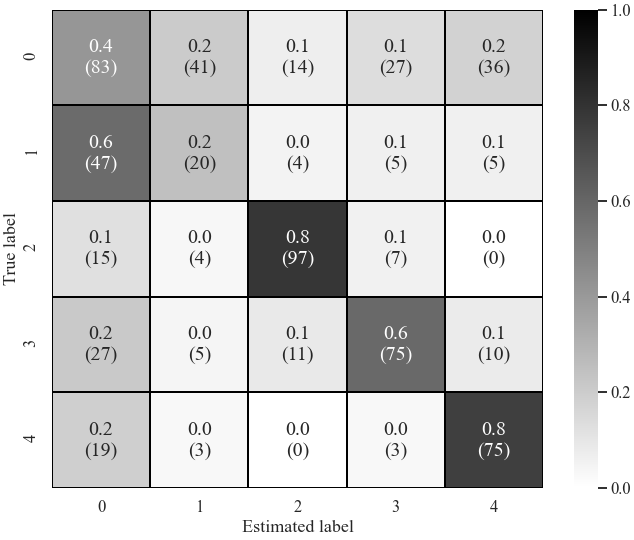 0.4 0.2 0.1 0.1 0.2
(83) (41) (14) (27) (36)
0.6 0.2 0.0 0.1 0.1
(47) (20) (4) (5) (5)
0.1 0.0 0.8 0.1 0.0
(15) (4) (97) (7) (0)
0.2 0.0 0.1 0.6 0.1
(27) (5) (11) (75) (10)
0.2 0.0 0.0 0.0 0.8
(19) (3) (0) (3) (75)
0
1
2
3
4
True label
0 1 2 3 4
Estimated label
1.0
0.8
0.6
0.4
0.2
0.0